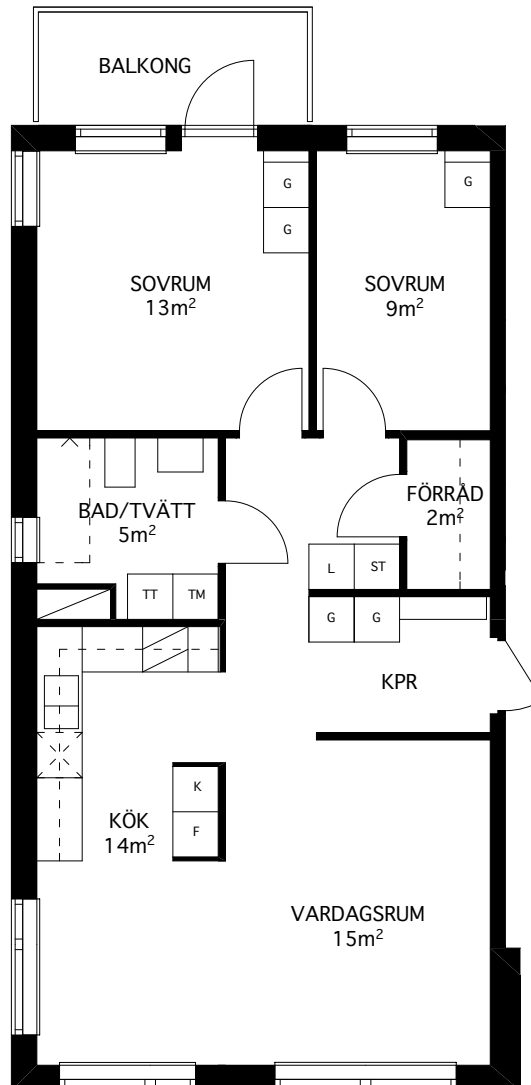 BALKONG
G
G
G
SOVRUM
13m²
SOVRUM
9m²
BAD/TVÄTT
5m²
FÖRRÅD
2m²
L ST
TT TM
G G
KPR
K
F
KÖK
14m²
VARDAGSRUM
15m²